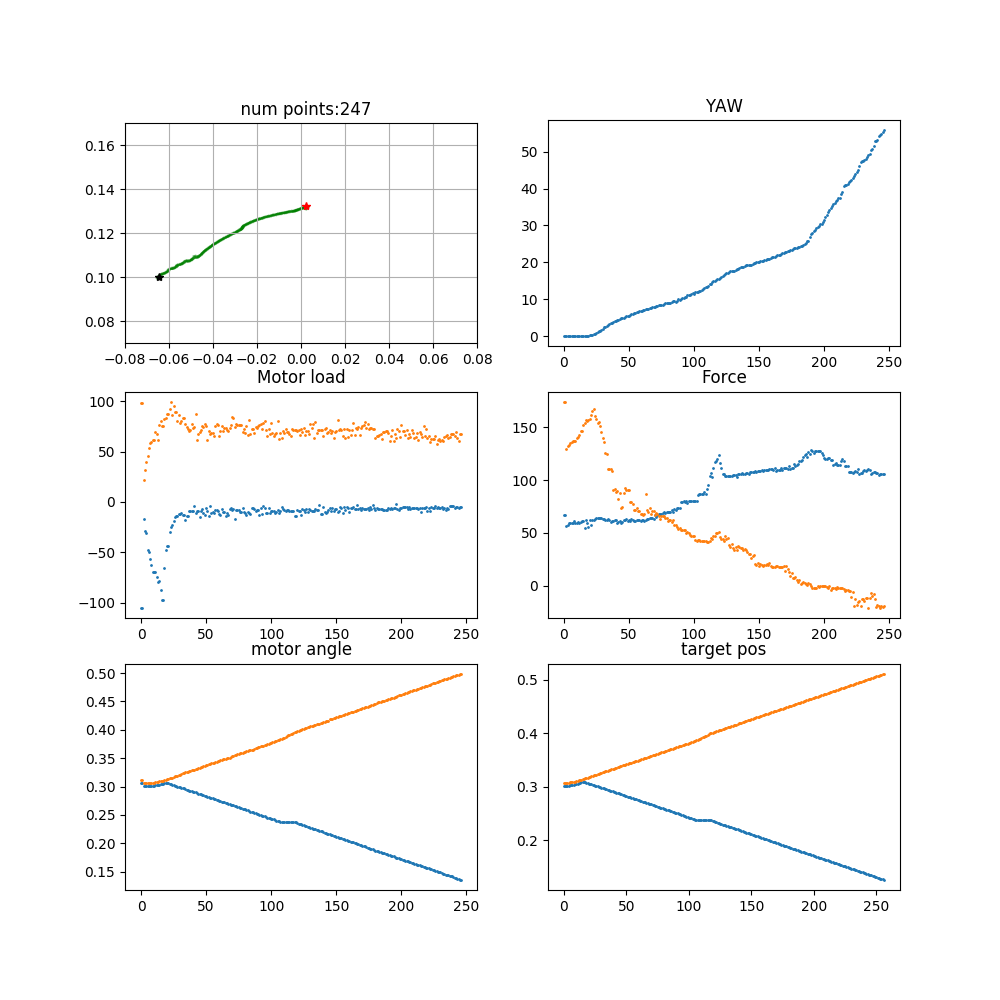 num points:247
YAW
0.16
0.14
0.12
0.10
0.08
−0.08 −0.06 −0.04 −0.02 0.00 0.02 0.04 0.06 0.08
50
40
30
20
10
0
0 50 100 150 200 250
Motor load
Force
100
50
0
−50
−100
0 50 100 150 200 250
150
100
50
0
0 50 100 150 200 250
motor angle
target pos
0.50
0.45
0.40
0.35
0.30
0.25
0.20
0.15
0 50 100 150 200 250
0.5
0.4
0.3
0.2
0 50 100 150 200 250